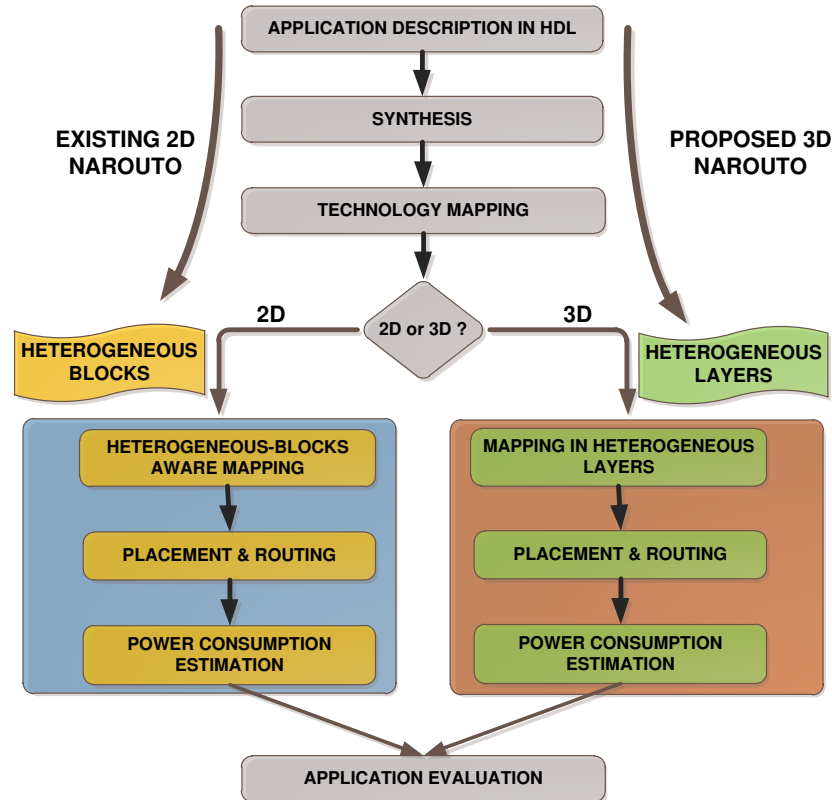 APPLICATION DESCRIPTION IN HDL
SYNTHESIS
EXISTING 2D
NAROUTO
PROPOSED 3D
NAROUTO
TECHNOLOGY MAPPING
2D
2D or 3D ?
3D
HETEROGENEOUS
BLOCKS
HETEROGENEOUS
LAYERS
HETEROGENEOUS-BLOCKS
AWARE MAPPING
PLACEMENT & ROUTING
POWER CONSUMPTION
ESTIMATION
MAPPING IN HETEROGENEOUS
LAYERS
PLACEMENT & ROUTING
POWER CONSUMPTION
ESTIMATION
APPLICATION EVALUATION